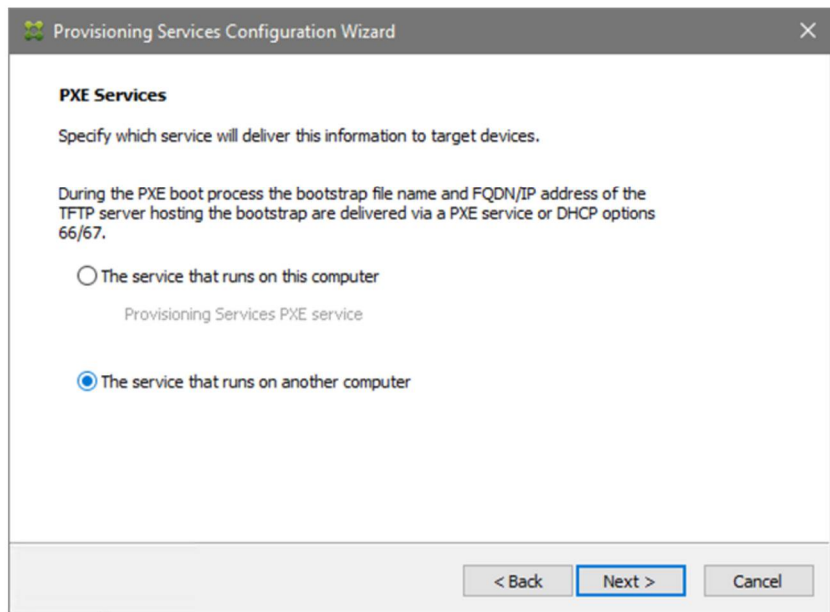 Provisioning Services Configuration Wizard
PXE Services
Specify which service will deliver this information to target devices.
During the PXE boot process the bootstrap file name and FQDN/IP address of the
TFTP server hosting the bootstrap are delivered via a PXE service or DHCP options
66/67.
The service that runs on this computer
Provisioning Services PXE service
The service that runs on another computer
< Back
Next >
Cancel